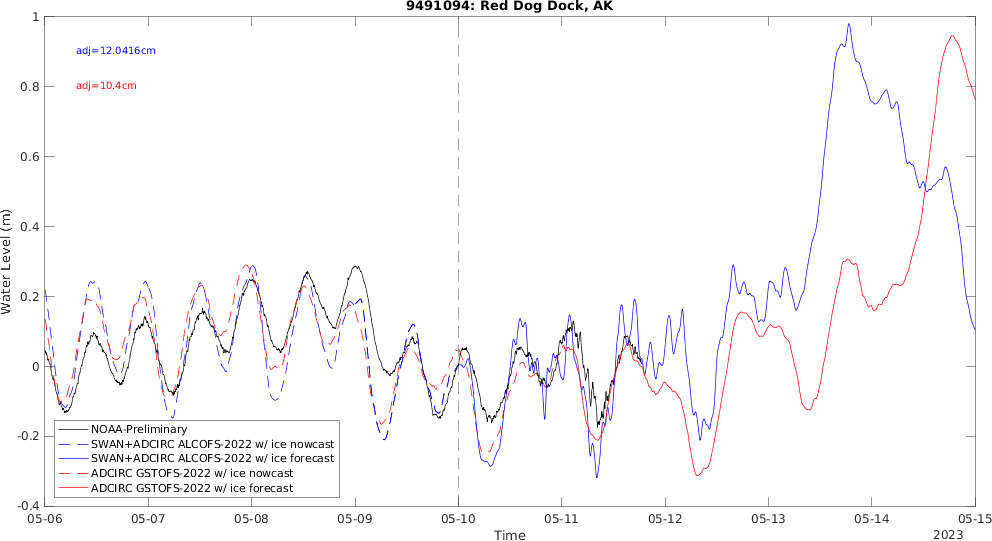 9491094: Red Dog Dock, AK
adj=12.0416cm
adj=10.4cm
Water Level (m)
1
0.8
0.6
0.4
0.2
0
-0.2
-0.4
NOAA-Preliminary
SWAN+ADCIRC ALCOFS-2022 w/ ice nowcast
SWAN+ADCIRC ALCOFS-2022 w/ ice forecast
ADCIRC GSTOFS-2022 w/ ice nowcast
ADCIRC GSTOFS-2022 w/ ice forecast
05-06 05-07 05-08 05-09 05-10 05-11 05-12 05-13 05-14 05-15
Time
2023